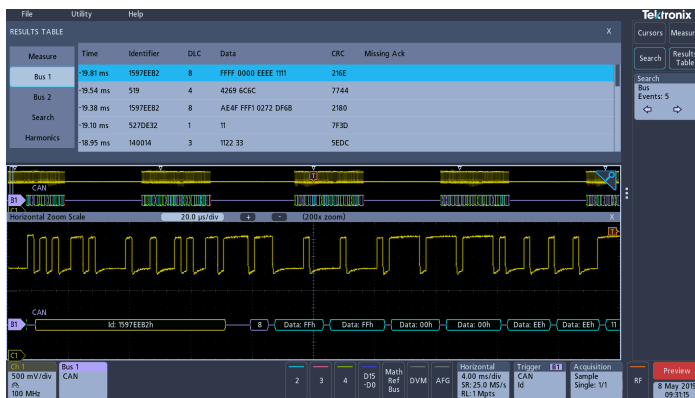 File Utility Help Tektronix
RESULTS TABLE X
Cursors Measure
Search Results Table
Measure
Bus 1
Bus 2
Search
Harmonics
Time Identifier DLC Data CRC Missing Ack
-19.81 ms 1597EEB2 8 FFFF 0000 EEEE 1111 216E
-19.54 ms 519 4 4269 6C6C 7744
-19.38 ms 1597EEB2 8 AE4F FFF1 0272 DF6B 2180
-19.10 ms 527DE32 1 11 7F3D
-18.95 ms 140014 3 1122 33 5EDC
Search
Bus
Events: 5
T
CAN
B1
C1
Horizontal Zoom Scale 20.0 µs/div + - (200x zoom) X
T
CAN
B1 Id: 1597EEB2h 8 Data: FFh Data: FFh Data: 00h Data: 00h Data: EEh Data: EEh 11
C1
Ch 1
500 mV/div
100 MHz
Bus 1
CAN
2 3 4
D15
-D0
Math
Ref
Bus
DVM AFG
Horizontal
4.00 ms/div
SR: 25.0 MS/s
RL: 1 Mpts
Trigger B1
CAN
Id
Acquisition
Sample
Single: 1/1
RF
Preview
8 May 2019
09:31:15